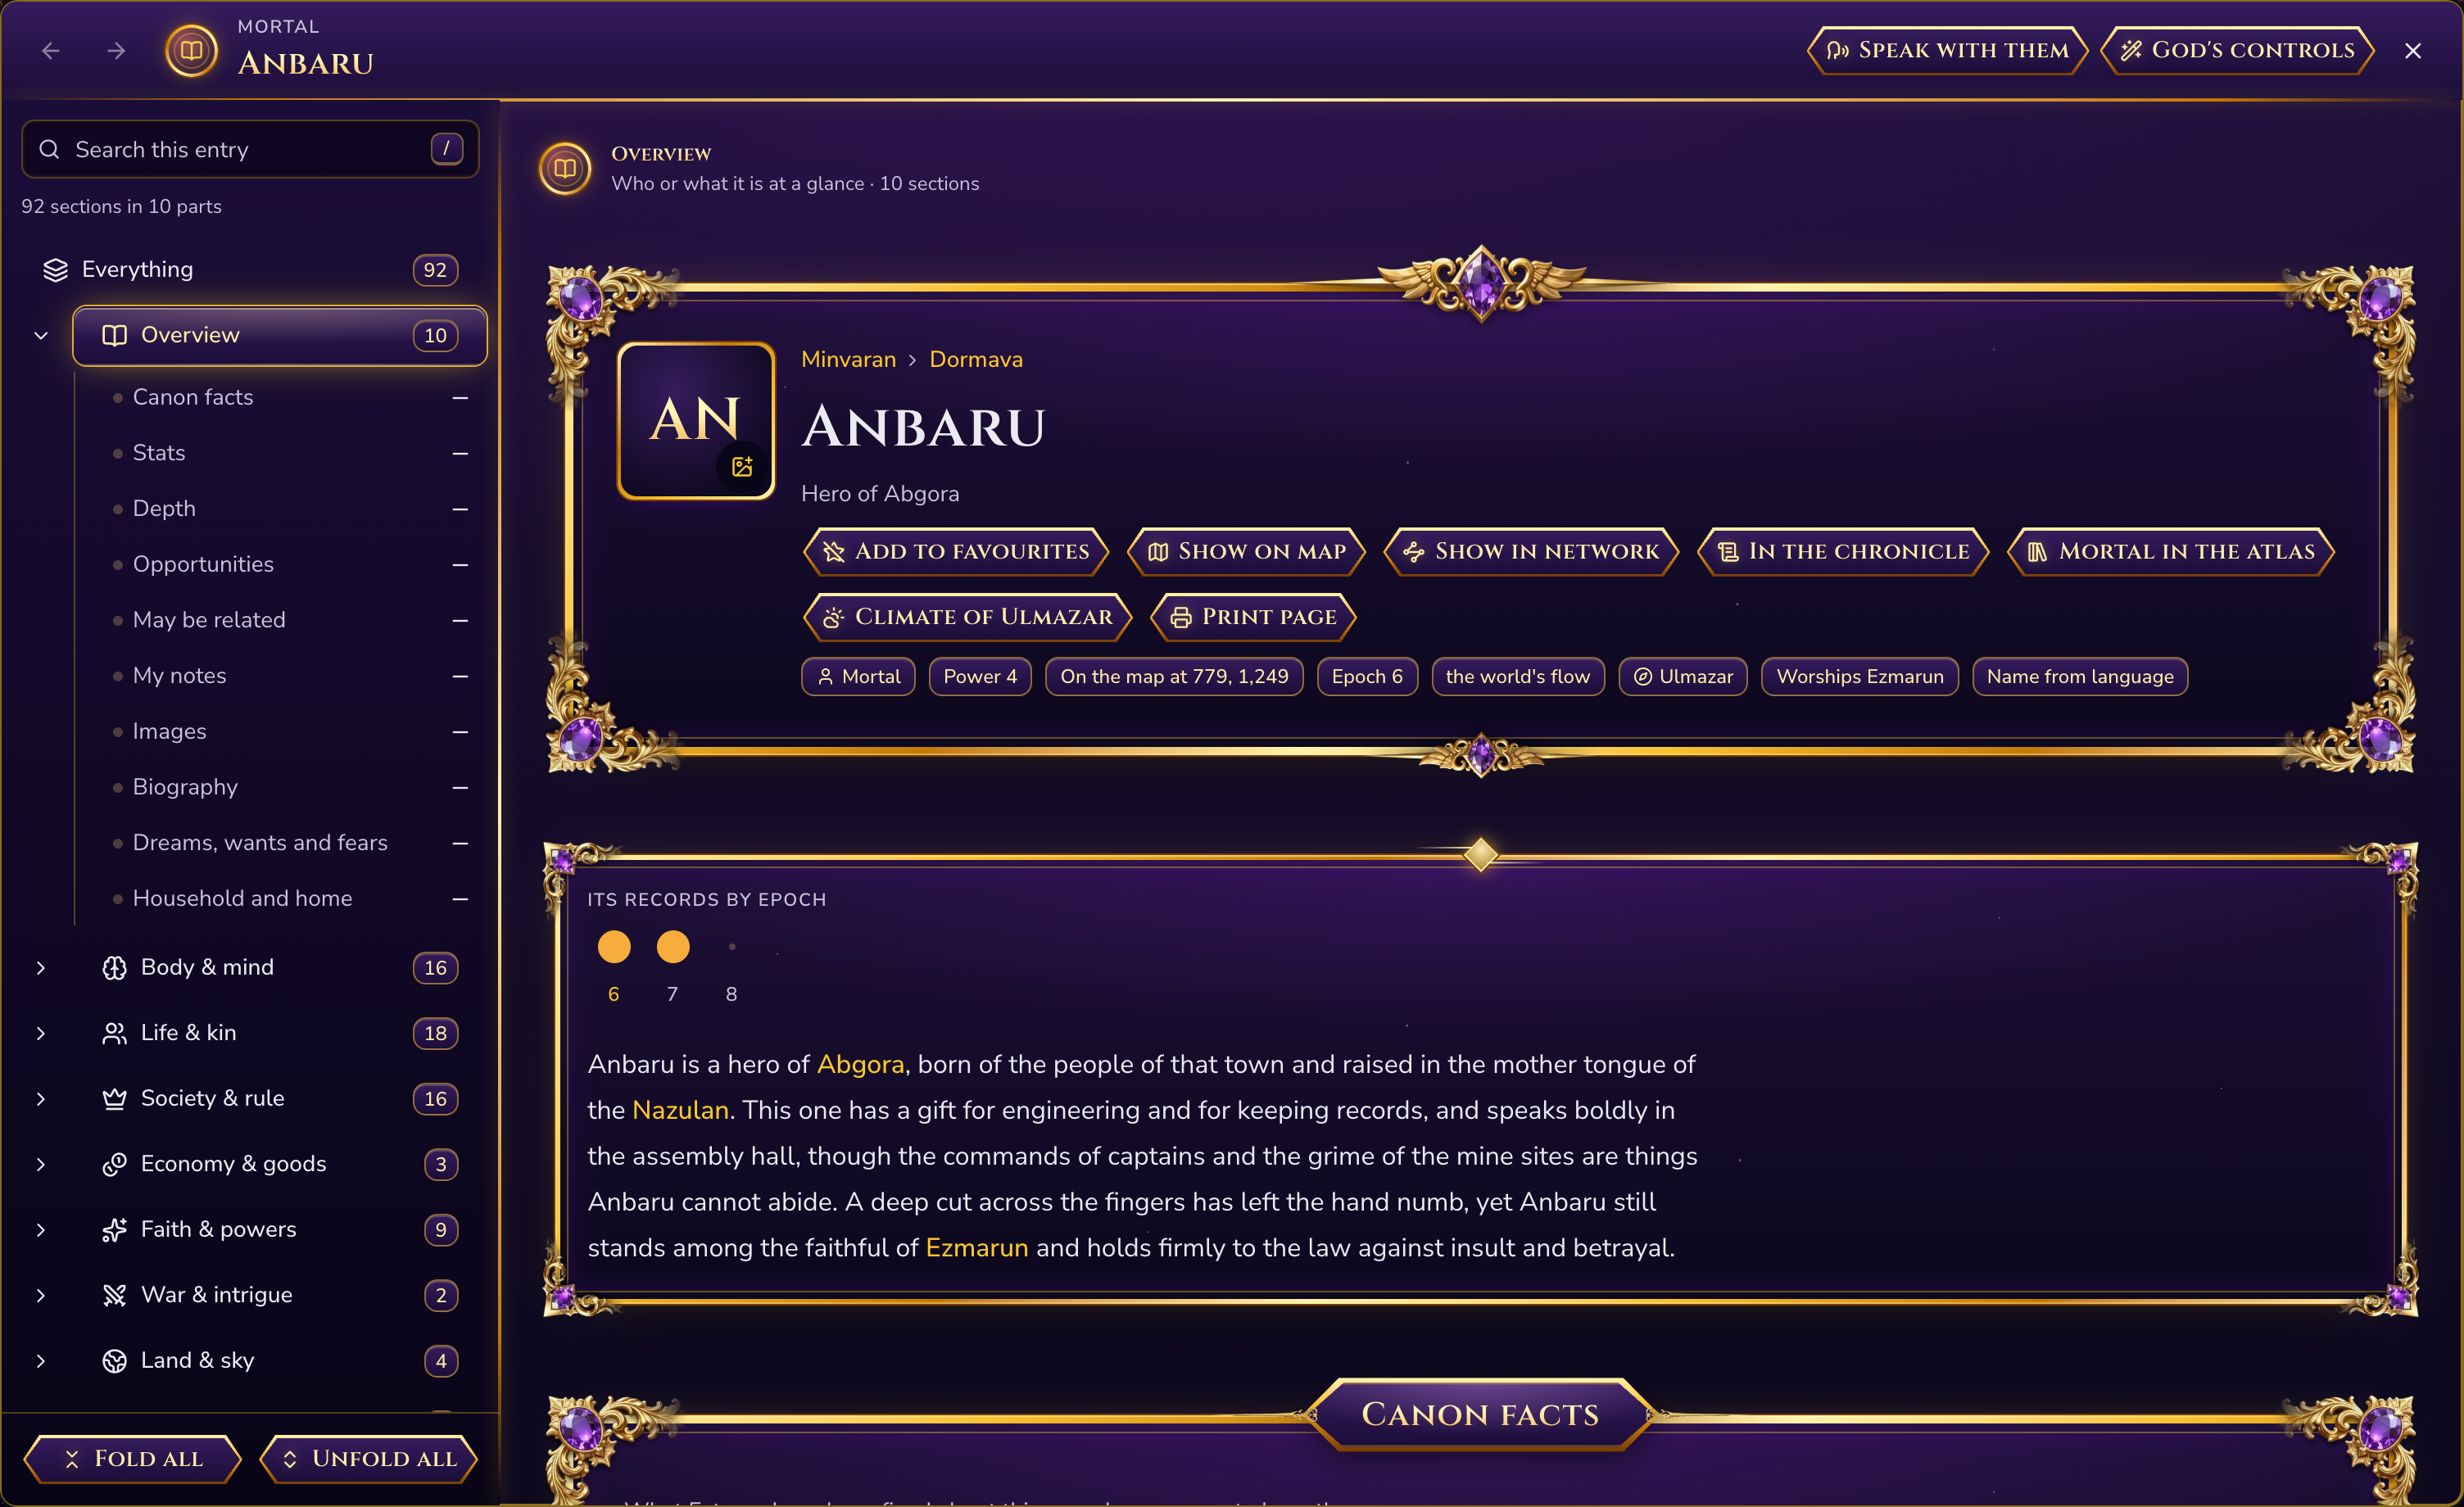 MORTAL
ANBARU
SPEAK WITH THEM
GOD'S CONTROLS
Search this entry
/
92 sections in 10 parts
Everything
92
Overview
10
Canon facts
Stats
Depth
Opportunities
May be related
My notes
Images
Biography
Dreams, wants and fears
Household and home
Body & mind
16
Life & kin
18
Society & rule
16
Economy & goods
3
Faith & powers
9
War & intrigue
2
Land & sky
4
FOLD ALL
UNFOLD ALL
OVERVIEW
Who or what it is at a glance · 10 sections
AN
Minvaran > Dormava
ANBARU
Hero of Abgora
ADD TO FAVOURITES
SHOW ON MAP
SHOW IN NETWORK
IN THE CHRONICLE
MORTAL IN THE ATLAS
CLIMATE OF ULMAZAR
PRINT PAGE
Mortal
Power 4
On the map at 779, 1,249
Epoch 6
the world's flow
Ulmazar
Worships Ezmarun
Name from language
ITS RECORDS BY EPOCH
6 7 8
Anbaru is a hero of Abgora, born of the people of that town and raised in the mother tongue of
the Nazulan. This one has a gift for engineering and for keeping records, and speaks boldly in
the assembly hall, though the commands of captains and the grime of the mine sites are things
Anbaru cannot abide. A deep cut across the fingers has left the hand numb, yet Anbaru still
stands among the faithful of Ezmarun and holds firmly to the law against insult and betrayal.
CANON FACTS